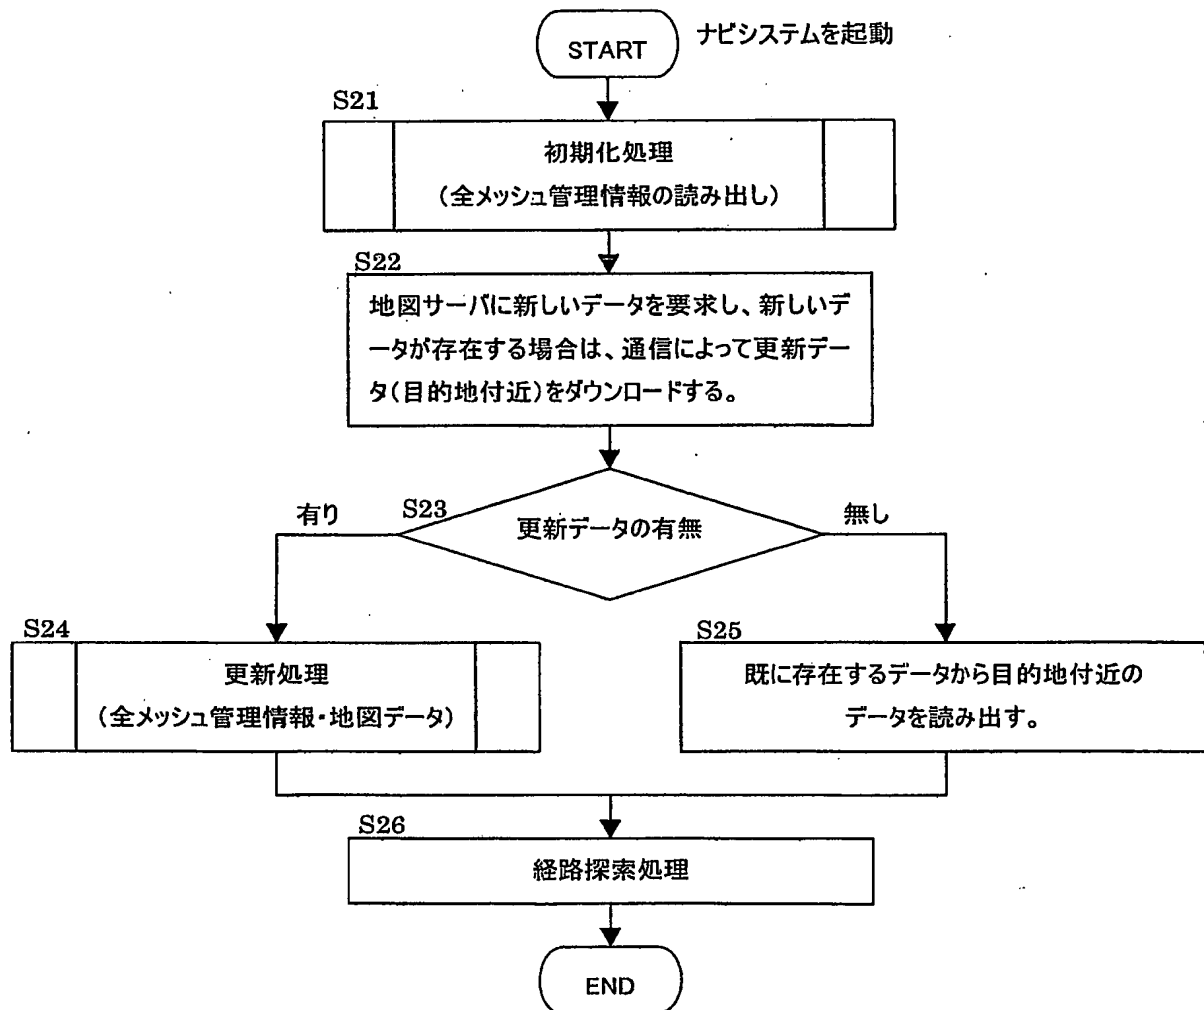 START
ナビシステムを起動
S21
初期化処理
(全メッシュ管理情報の読み出し)
S22
地図サーバに新しいデータを要求し、新しいデ
ータが存在する場合は、通信によって更新デー
タ(目的地付近)をダウンロードする。
S23
更新データの有無
有り
無し
S24
更新処理
(全メッシュ管理情報・地図データ)
S25
既に存在するデータから目的地付近の
データを読み出す。
S26
経路探索処理
END